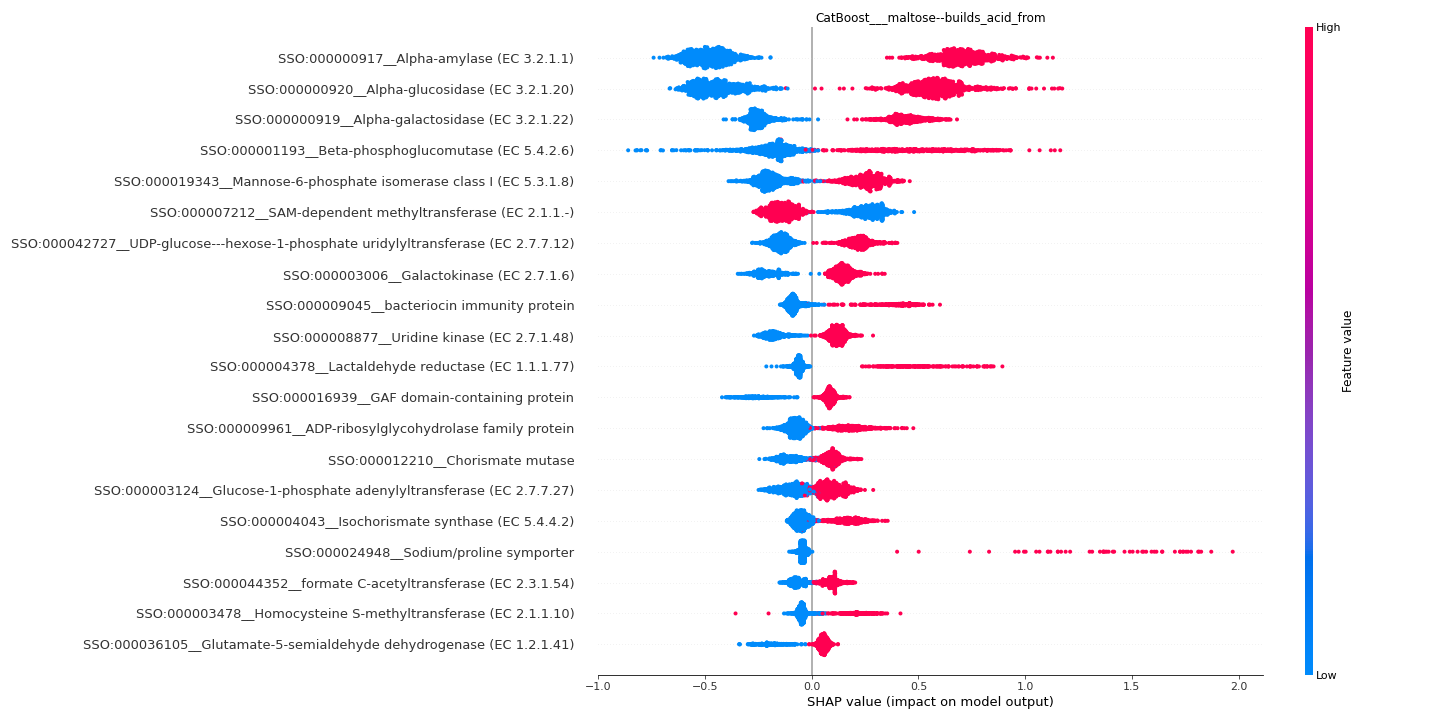 CatBoost___maltose--builds_acid_from
High
SSO:000000917__Alpha-amylase (EC 3.2.1.1)
SSO:000000920__Alpha-glucosidase (EC 3.2.1.20)
SSO:000000919__Alpha-galactosidase (EC 3.2.1.22)
SSO:000001193__Beta-phosphoglucomutase (EC 5.4.2.6)
SSO:000019343__Mannose-6-phosphate isomerase class I (EC 5.3.1.8)
SSO:000007212__SAM-dependent methyltransferase (EC 2.1.1.-)
SSO:000042727__UDP-glucose---hexose-1-phosphate uridylyltransferase (EC 2.7.7.12)
SSO:000003006__Galactokinase (EC 2.7.1.6)
SSO:000009045__bacteriocin immunity protein
SSO:000008877__Uridine kinase (EC 2.7.1.48)
SSO:000004378__Lactaldehyde reductase (EC 1.1.1.77)
SSO:000016939__GAF domain-containing protein
SSO:000009961__ADP-ribosylglycohydrolase family protein
SSO:000012210__Chorismate mutase
SSO:000003124__Glucose-1-phosphate adenylyltransferase (EC 2.7.7.27)
SSO:000004043__Isochorismate synthase (EC 5.4.4.2)
SSO:000024948__Sodium/proline symporter
SSO:000044352__formate C-acetyltransferase (EC 2.3.1.54)
SSO:000003478__Homocysteine S-methyltransferase (EC 2.1.1.10)
SSO:000036105__Glutamate-5-semialdehyde dehydrogenase (EC 1.2.1.41)
Feature value
Low
−1.0 −0.5 0.0 0.5 1.0 1.5 2.0
SHAP value (impact on model output)